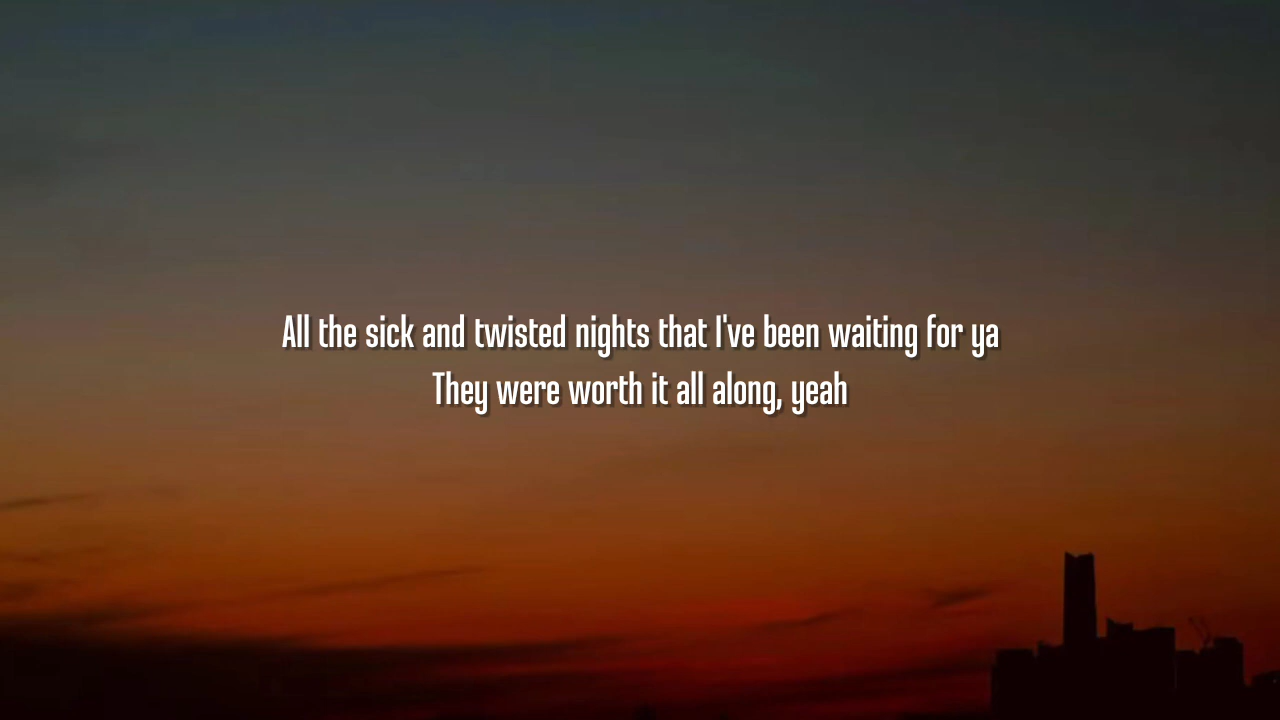 All the sick and twisted nights that I've been waiting for ya
They were worth it all along, yeah